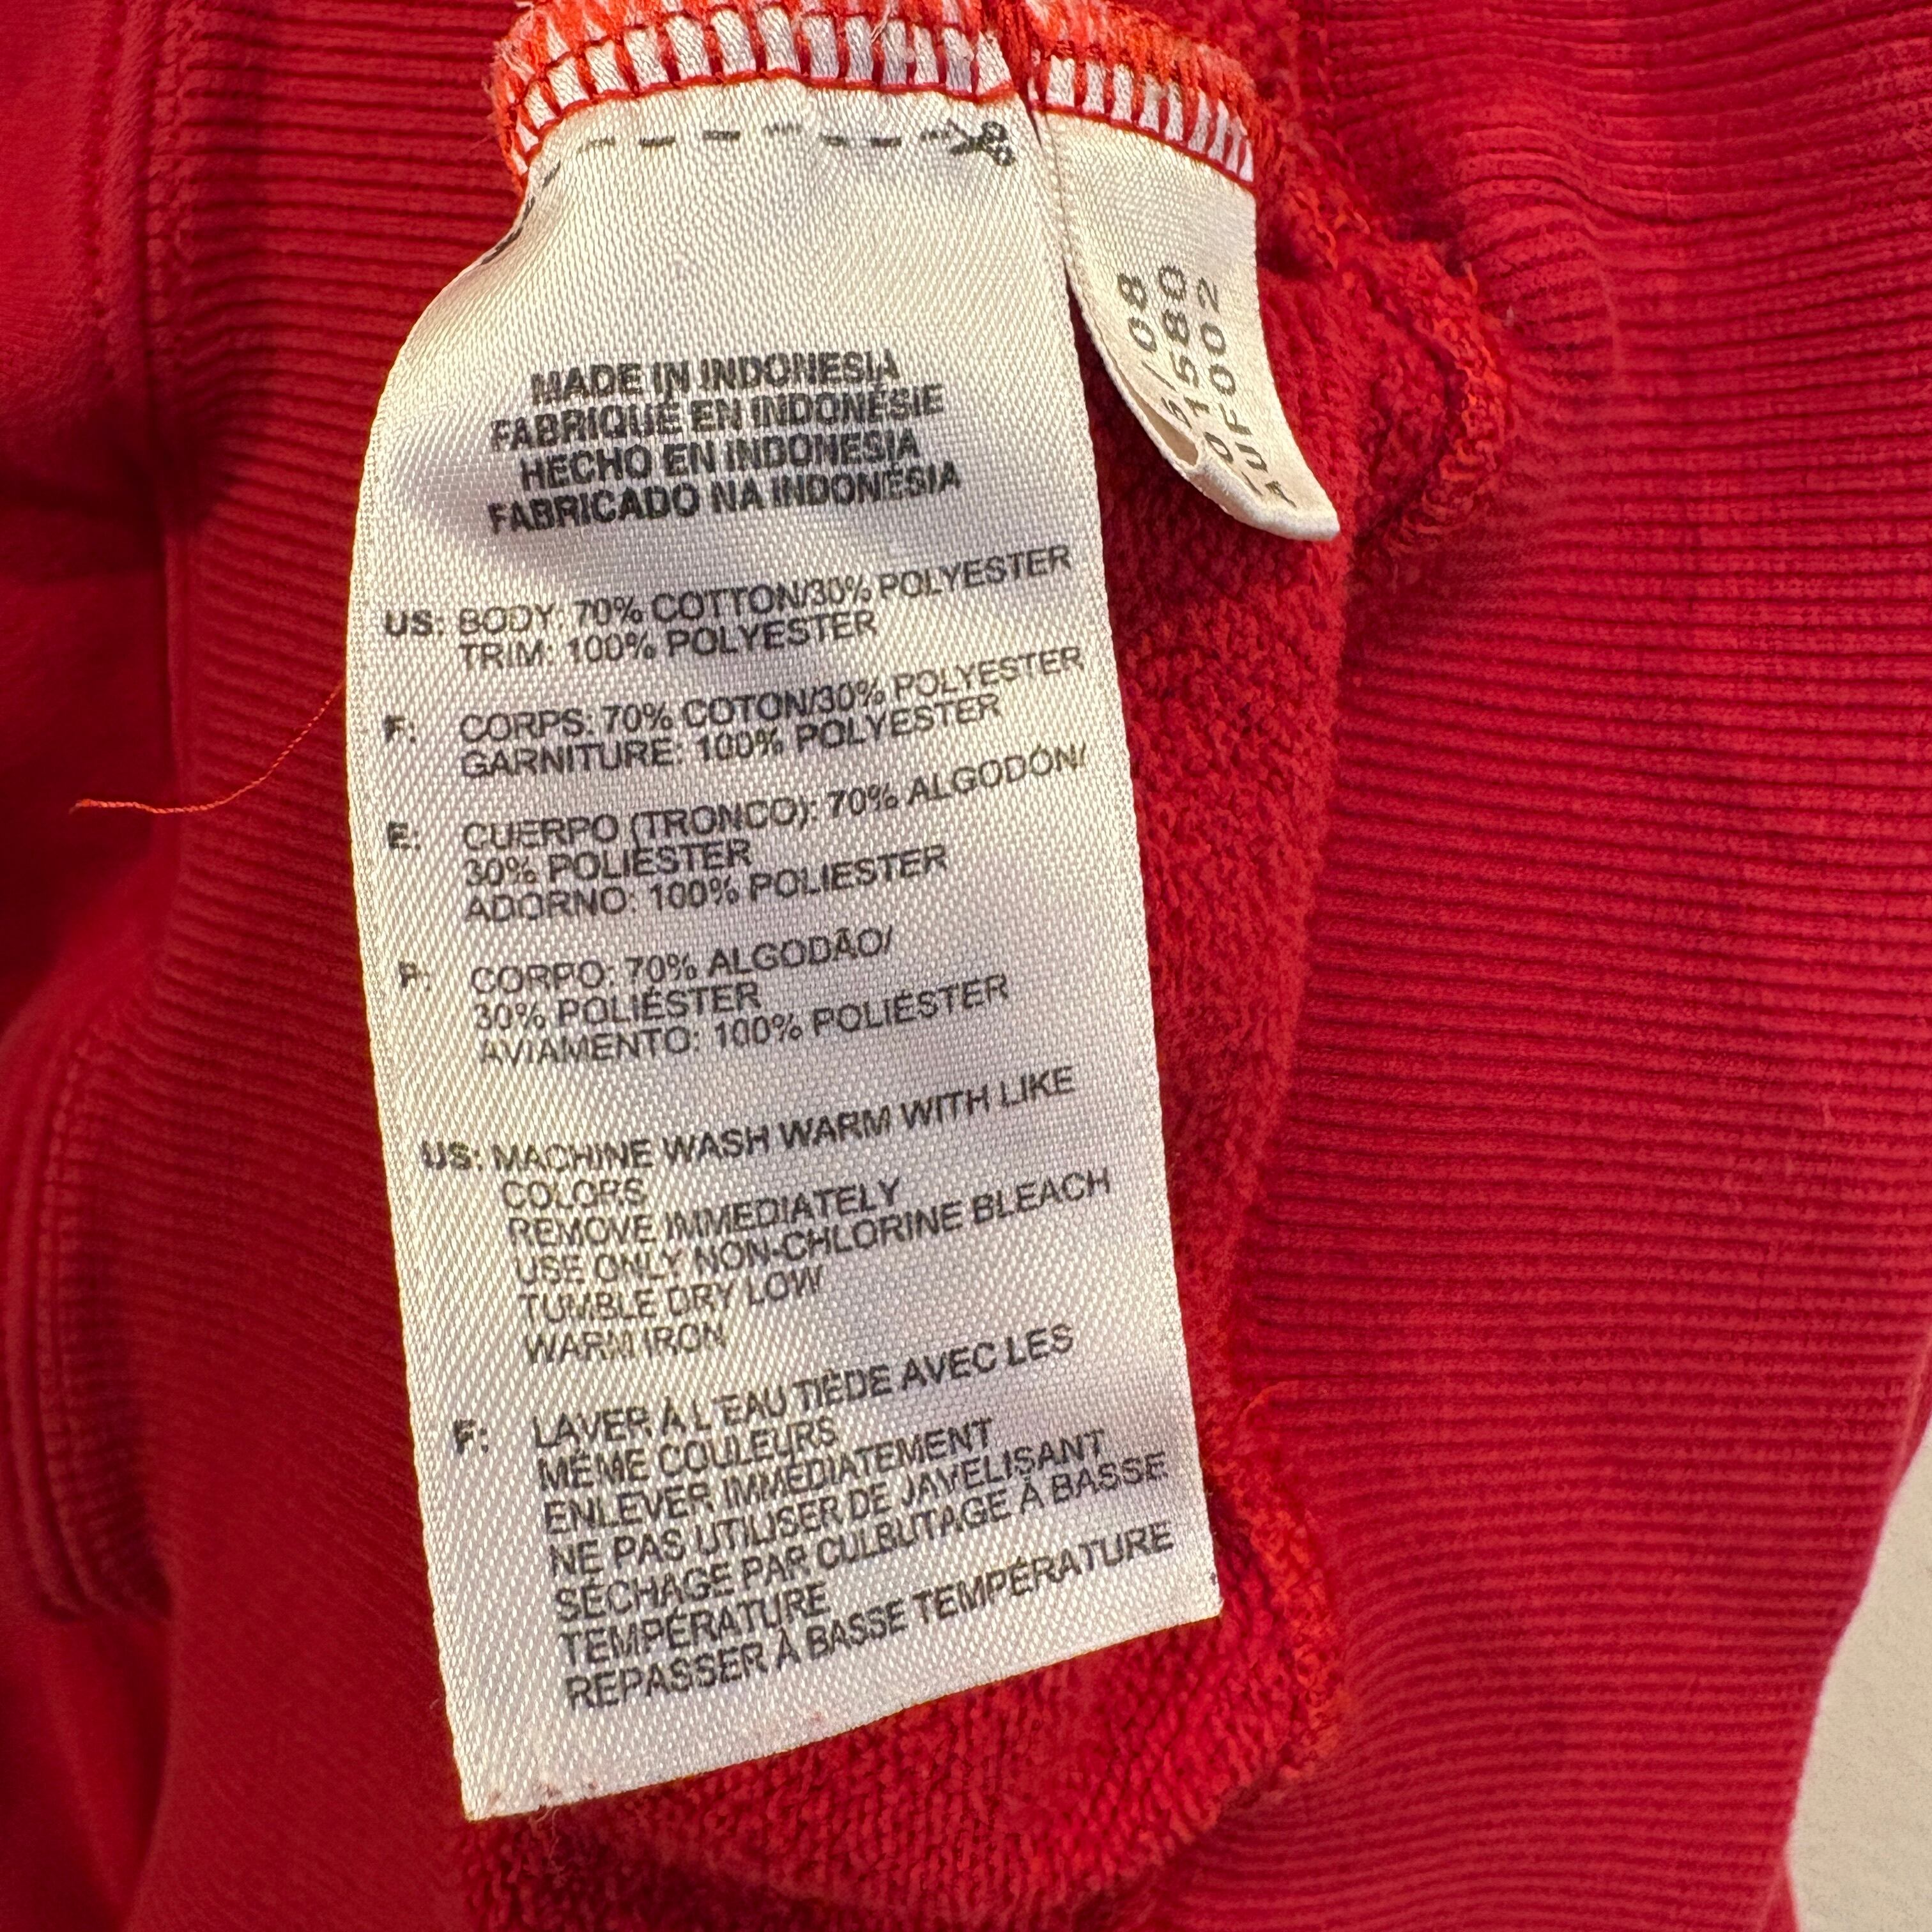 MADE IN INDONESIA
FABRIQUÉ EN INDONÉSIE
HECHO EN INDONESIA
FABRICADO NA INDONÉSIA
US: BODY: 70% COTTON/30% POLYESTER
TRIM: 100% POLYESTER
F: CORPS: 70% COTON/30% POLYESTER
GARNITURE: 100% POLYESTER
E: CUERPO (TRONCO): 70% ALGODÓN/
30% POLIÉSTER
ADORNO: 100% POLIESTER
P: CORPO: 70% ALGODÃO/
30% POLIÉSTER
AVIAMENTO: 100% POLIÉSTER
US: MACHINE WASH WARM WITH LIKE
COLORS
REMOVE IMMEDIATELY
USE ONLY NON-CHLORINE BLEACH
TUMBLE DRY LOW
WARM IRON
F: LAVER À L'EAU TIÈDE AVEC LES
MÊME COULEURS
ENLEVER IMMÉDIATEMENT
NE PAS UTILISER DE JAVELISANT
SÉCHAGE PAR CULBUTAGE À BASSE
TEMPÉRATURE
REPASSER À BASSE TEMPÉRATURE
5/08
01580
AUF002